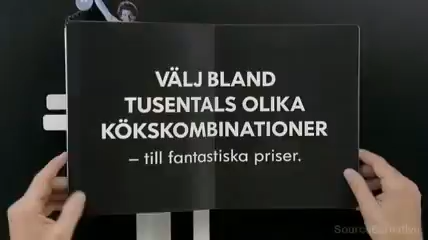 VÄLJ BLAND
TUSENTALS OLIKA
KÖKSKOMBINATIONER
– till fantastiska priser.